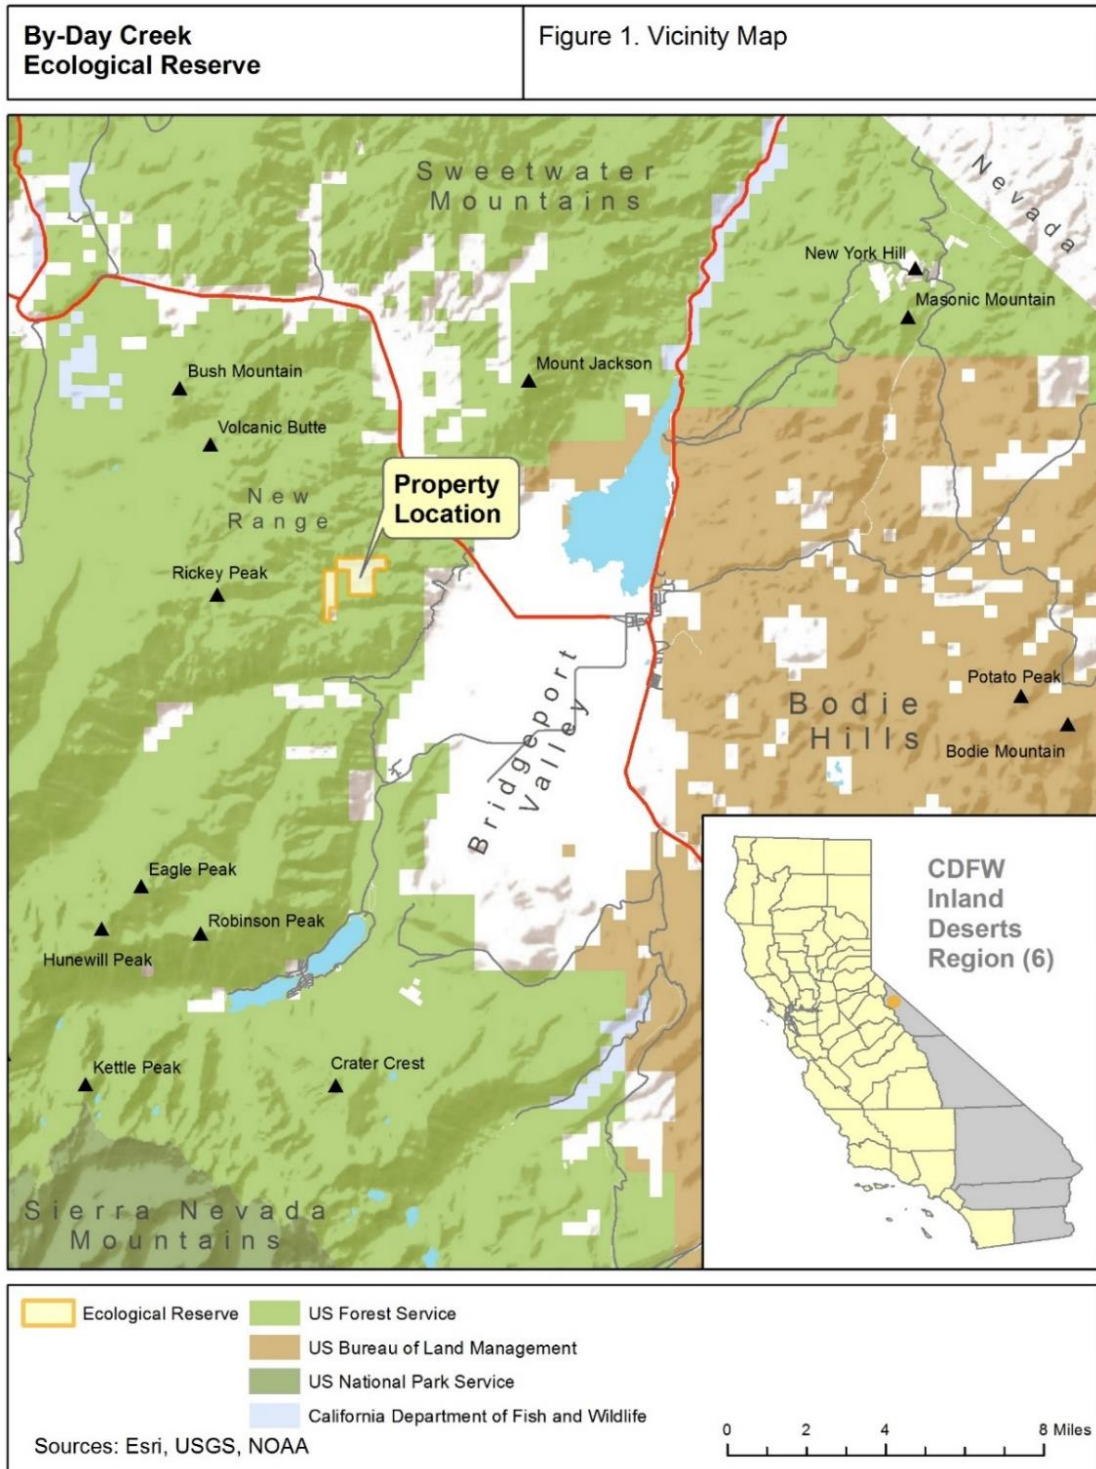 By-Day Creek
Ecological Reserve
Figure 1. Vicinity Map
Sweetwater
Mountains
Nevada
New York Hill
Masonic Mountain
Bush Mountain
Mount Jackson
Volcanic Butte
Property
Location
New
Range
Rickey Peak
Bridgeport
Valley
Potato Peak
Bodie
Hills
Bodie Mountain
Eagle Peak
Robinson Peak
Hunewill Peak
Kettle Peak
Crater Crest
Sierra Nevada
Mountains
CDFW
Inland
Deserts
Region (6)
Ecological Reserve
US Forest Service
US Bureau of Land Management
US National Park Service
California Department of Fish and Wildlife
Sources: Esri, USGS, NOAA
0 2 4 8 Miles